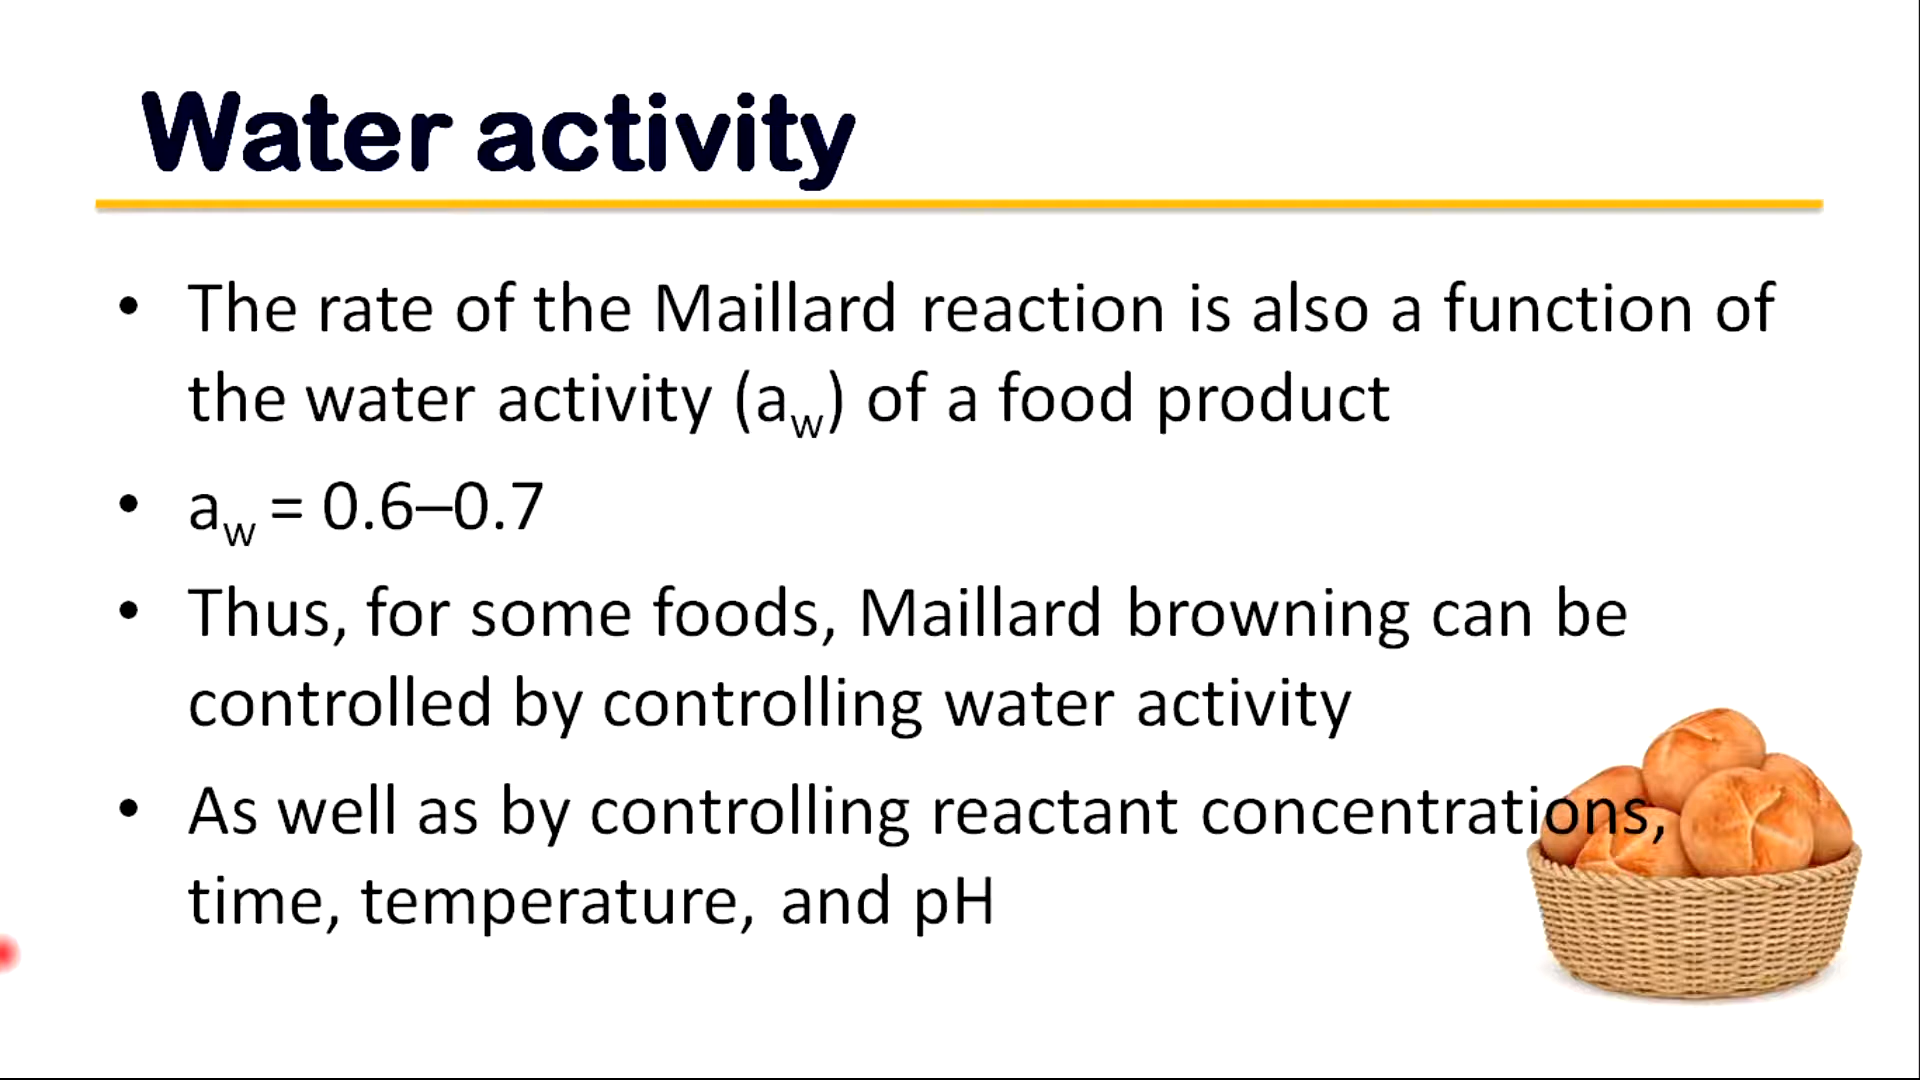 Water activity
• The rate of the Maillard reaction is also a function of
the water activity (aw) of a food product
• aw = 0.6–0.7
• Thus, for some foods, Maillard browning can be
controlled by controlling water activity
• As well as by controlling reactant concentrations,
time, temperature, and pH